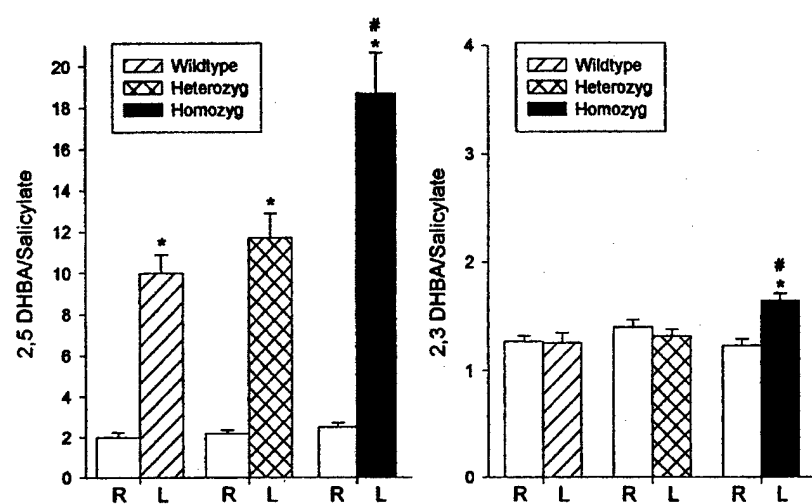 2,5 DHBA/Salicylate
20
18
16
14
12
10
8
6
4
2
0
Wildtype
Heterozyg
Homozyg
*
*
#
*
R L R L R L
2,3 DHBA/Salicylate
4
3
2
1
0
Wildtype
Heterozyg
Homozyg
#
*
R L R L R L